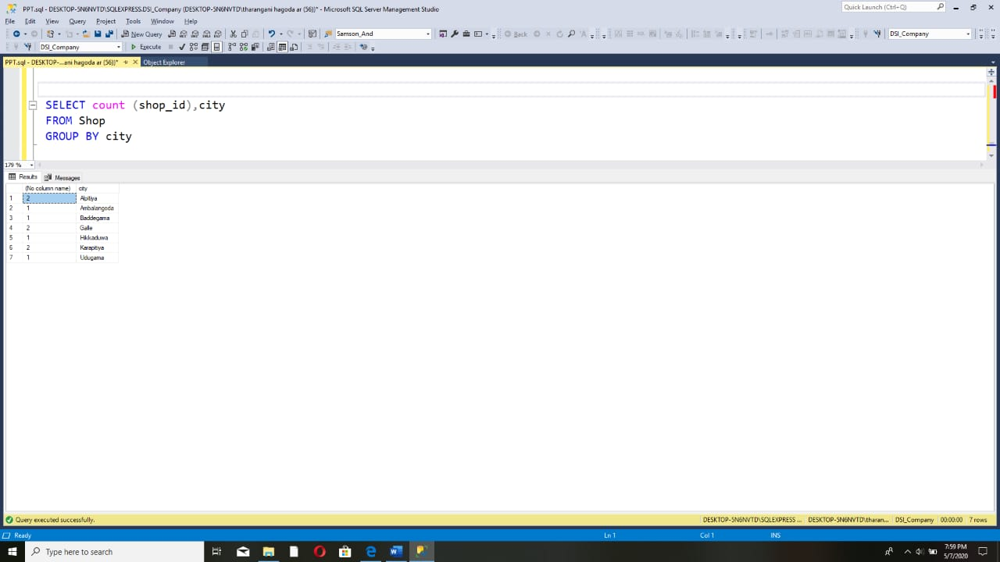 PPT.sql - DESKTOP-5N6NVTD\SQLEXPRESS.DSI_Company (DESKTOP-5N6NVTD\tharangani hagoda ar (56))* - Microsoft SQL Server Management Studio
Quick Launch (Ctrl+Q)
File Edit View Query Project Tools Window Help
New Query
Samson_And
Back
DSI_Company
DSI_Company
Execute
PPT.sql - DESKTOP-...ani hagoda ar (56))*
Object Explorer
SELECT count (shop_id),city
FROM Shop
GROUP BY city
179 %
Results Messages
(No column name) city
1 2 Alpitiya
2 1 Ambalangoda
3 1 Baddegama
4 2 Galle
5 1 Hikkaduwa
6 2 Karapitiya
7 1 Udugama
Query executed successfully.
DESKTOP-5N6NVTD\SQLEXPRESS ... DESKTOP-5N6NVTD\tharan... DSI_Company 00:00:00 7 rows
Ready Ln 1 Col 1 INS
Type here to search
7:59 PM
5/7/2020